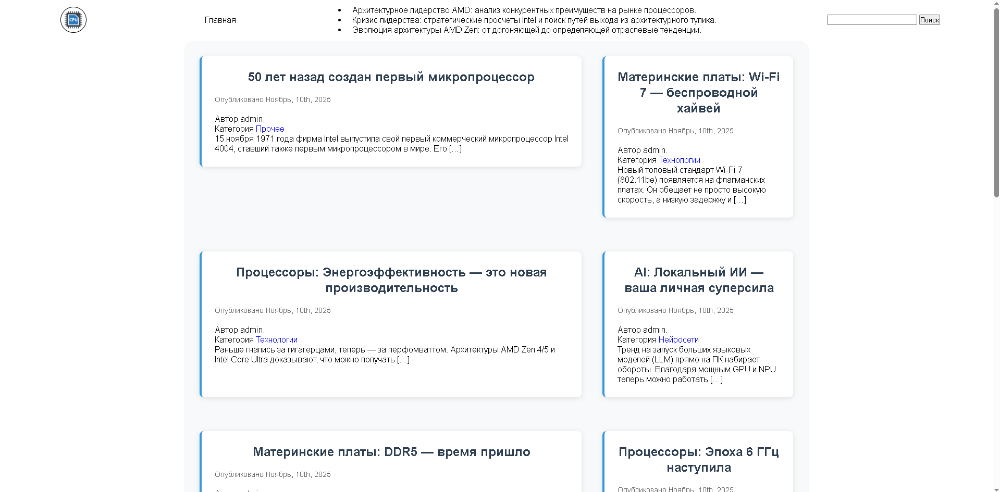 CPU
Главная
Архитектурное лидерство AMD: анализ конкурентных преимуществ на рынке процессоров.
Кризис лидерства: стратегические просчеты Intel и поиск путей выхода из архитектурного тупика.
Эволюция архитектуры AMD Zen: от догоняющей до определяющей отраслевые тенденции.
Поиск
50 лет назад создан первый микропроцессор
Опубликовано Ноябрь, 10th, 2025
Автор admin.
Категория Прочее
15 ноября 1971 года фирма Intel выпустила свой первый коммерческий микропроцессор Intel
4004, ставший также первым микропроцессором в мире. Его […]
Материнские платы: Wi-Fi
7 — беспроводной
хайвей
Опубликовано Ноябрь, 10th, 2025
Автор admin.
Категория Технологии
Новый топовый стандарт Wi-Fi 7
(802.11be) появляется на флагманских
платах. Он обещает не просто высокую
скорость, а низкую задержку и […]
Процессоры: Энергоэффективность — это новая
производительность
Опубликовано Ноябрь, 10th, 2025
Автор admin.
Категория Технологии
Раньше гнались за гигагерцами, теперь — за перфомваттом. Архитектуры AMD Zen 4/5 и
Intel Core Ultra доказывают, что можно получать […]
AI: Локальный ИИ —
ваша личная суперсила
Опубликовано Ноябрь, 10th, 2025
Автор admin.
Категория Нейросети
Тренд на запуск больших языковых
моделей (LLM) прямо на ПК набирает
обороты. Благодаря мощным GPU и NPU
теперь можно работать […]
Материнские платы: DDR5 — время пришло
Опубликовано Ноябрь, 10th, 2025
Процессоры: Эпоха 6 ГГц
наступила
Опубликовано Ноябрь, 10th, 2025